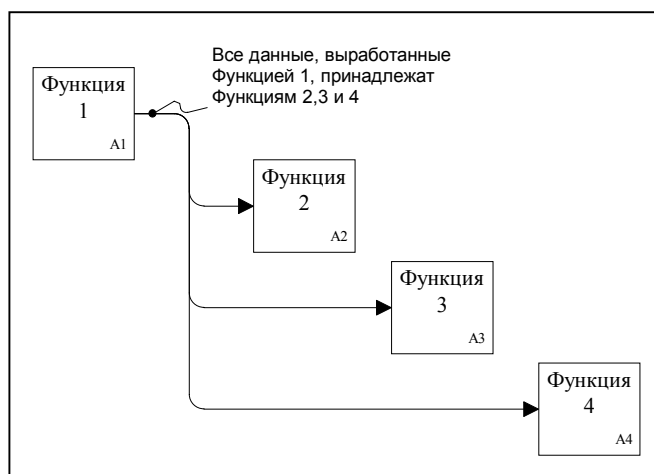 Все данные, выработанные
Функцией 1, принадлежат
Функциям 2,3 и 4
Функция
1
A1
Функция
2
A2
Функция
3
A3
Функция
4
A4